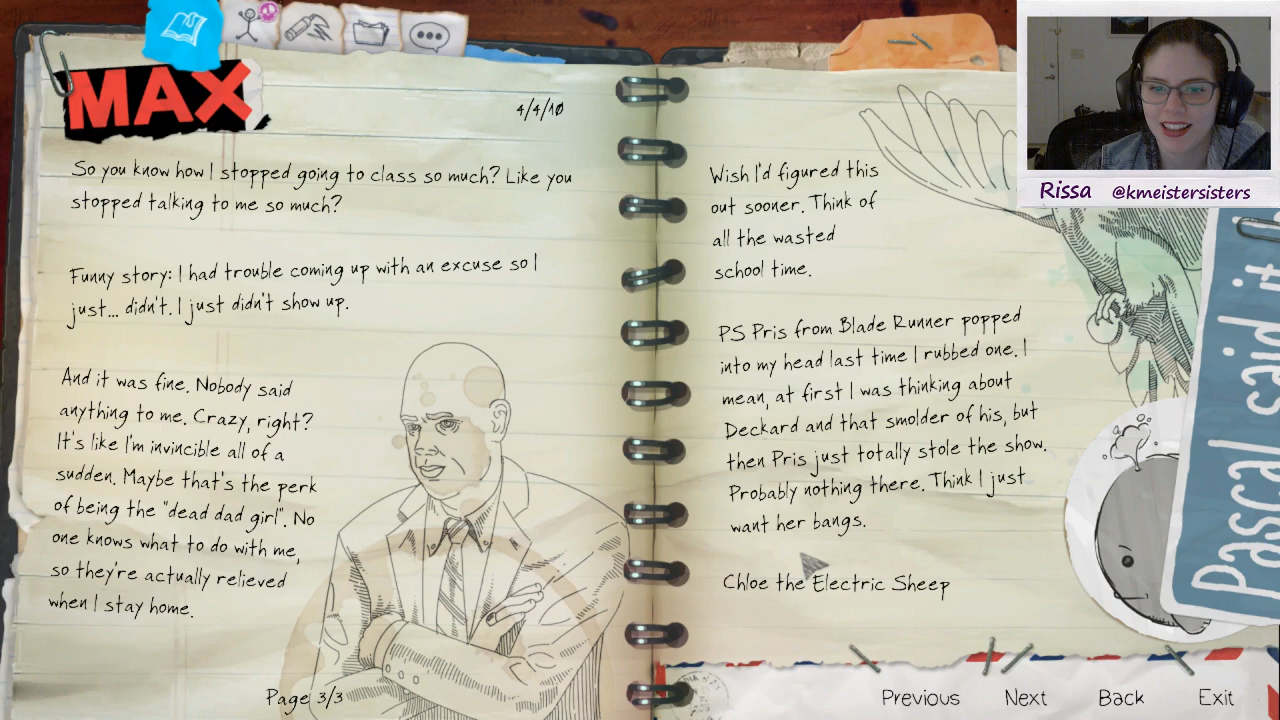 MAX
4/4/10
So you know how I stopped going to class so much? Like you
stopped talking to me so much?
Funny story: I had trouble coming up with an excuse so I
just... didn't. I just didn't show up.
And it was fine. Nobody said
anything to me. Crazy, right?
It's like I'm invincible all of a
sudden. Maybe that's the perk
of being the "dead dad girl". No
one knows what to do with me,
so they're actually relieved
when I stay home.
Page 3/3
Wish I'd figured this
out sooner. Think of
all the wasted
school time.
PS Pris from Blade Runner popped
into my head last time I rubbed one. I
mean, at first I was thinking about
Deckard and that smolder of his, but
then Pris just totally stole the show.
Probably nothing there. Think I just
want her bangs.
Chloe the Electric Sheep
Rissa @kmeistersisters
Pascal said it
Previous Next Back Exit